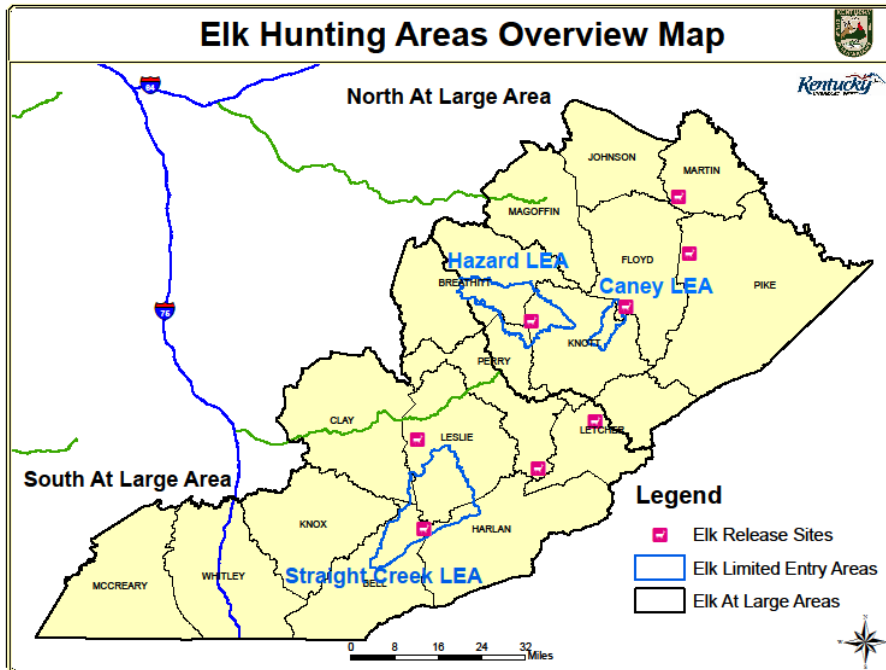 Elk Hunting Areas Overview Map
Kentucky
64
North At Large Area
JOHNSON
MARTIN
MAGOFFIN
FLOYD
Hazard LEA
BREATHITT
Caney LEA
PIKE
75
KNOTT
PERRY
CLAY
LESLIE
LETCHER
South At Large Area
KNOX
HARLAN
MCCREARY
WHITLEY
BELL
Straight Creek LEA
Legend
Elk Release Sites
Elk Limited Entry Areas
Elk At Large Areas
0 8 16 24 32
Miles